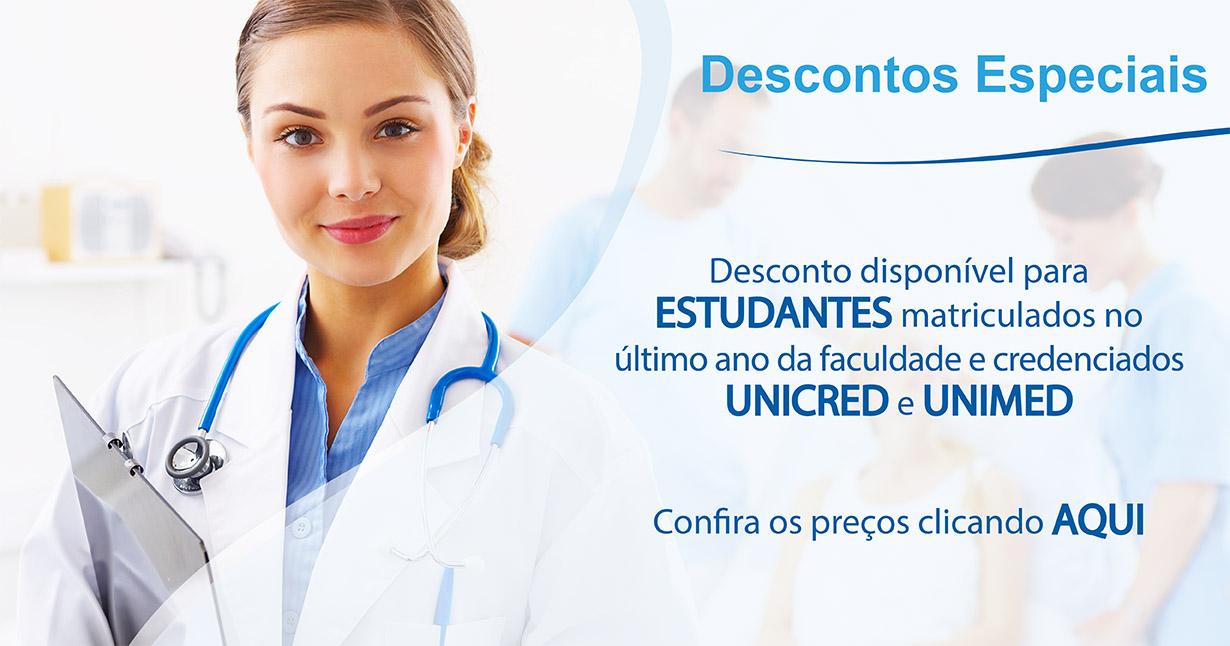 Descontos Especiais
Desconto disponível para
ESTUDANTES matriculados no
último ano da faculdade e credenciados
UNICRED e UNIMED
Confira os preços clicando AQUI